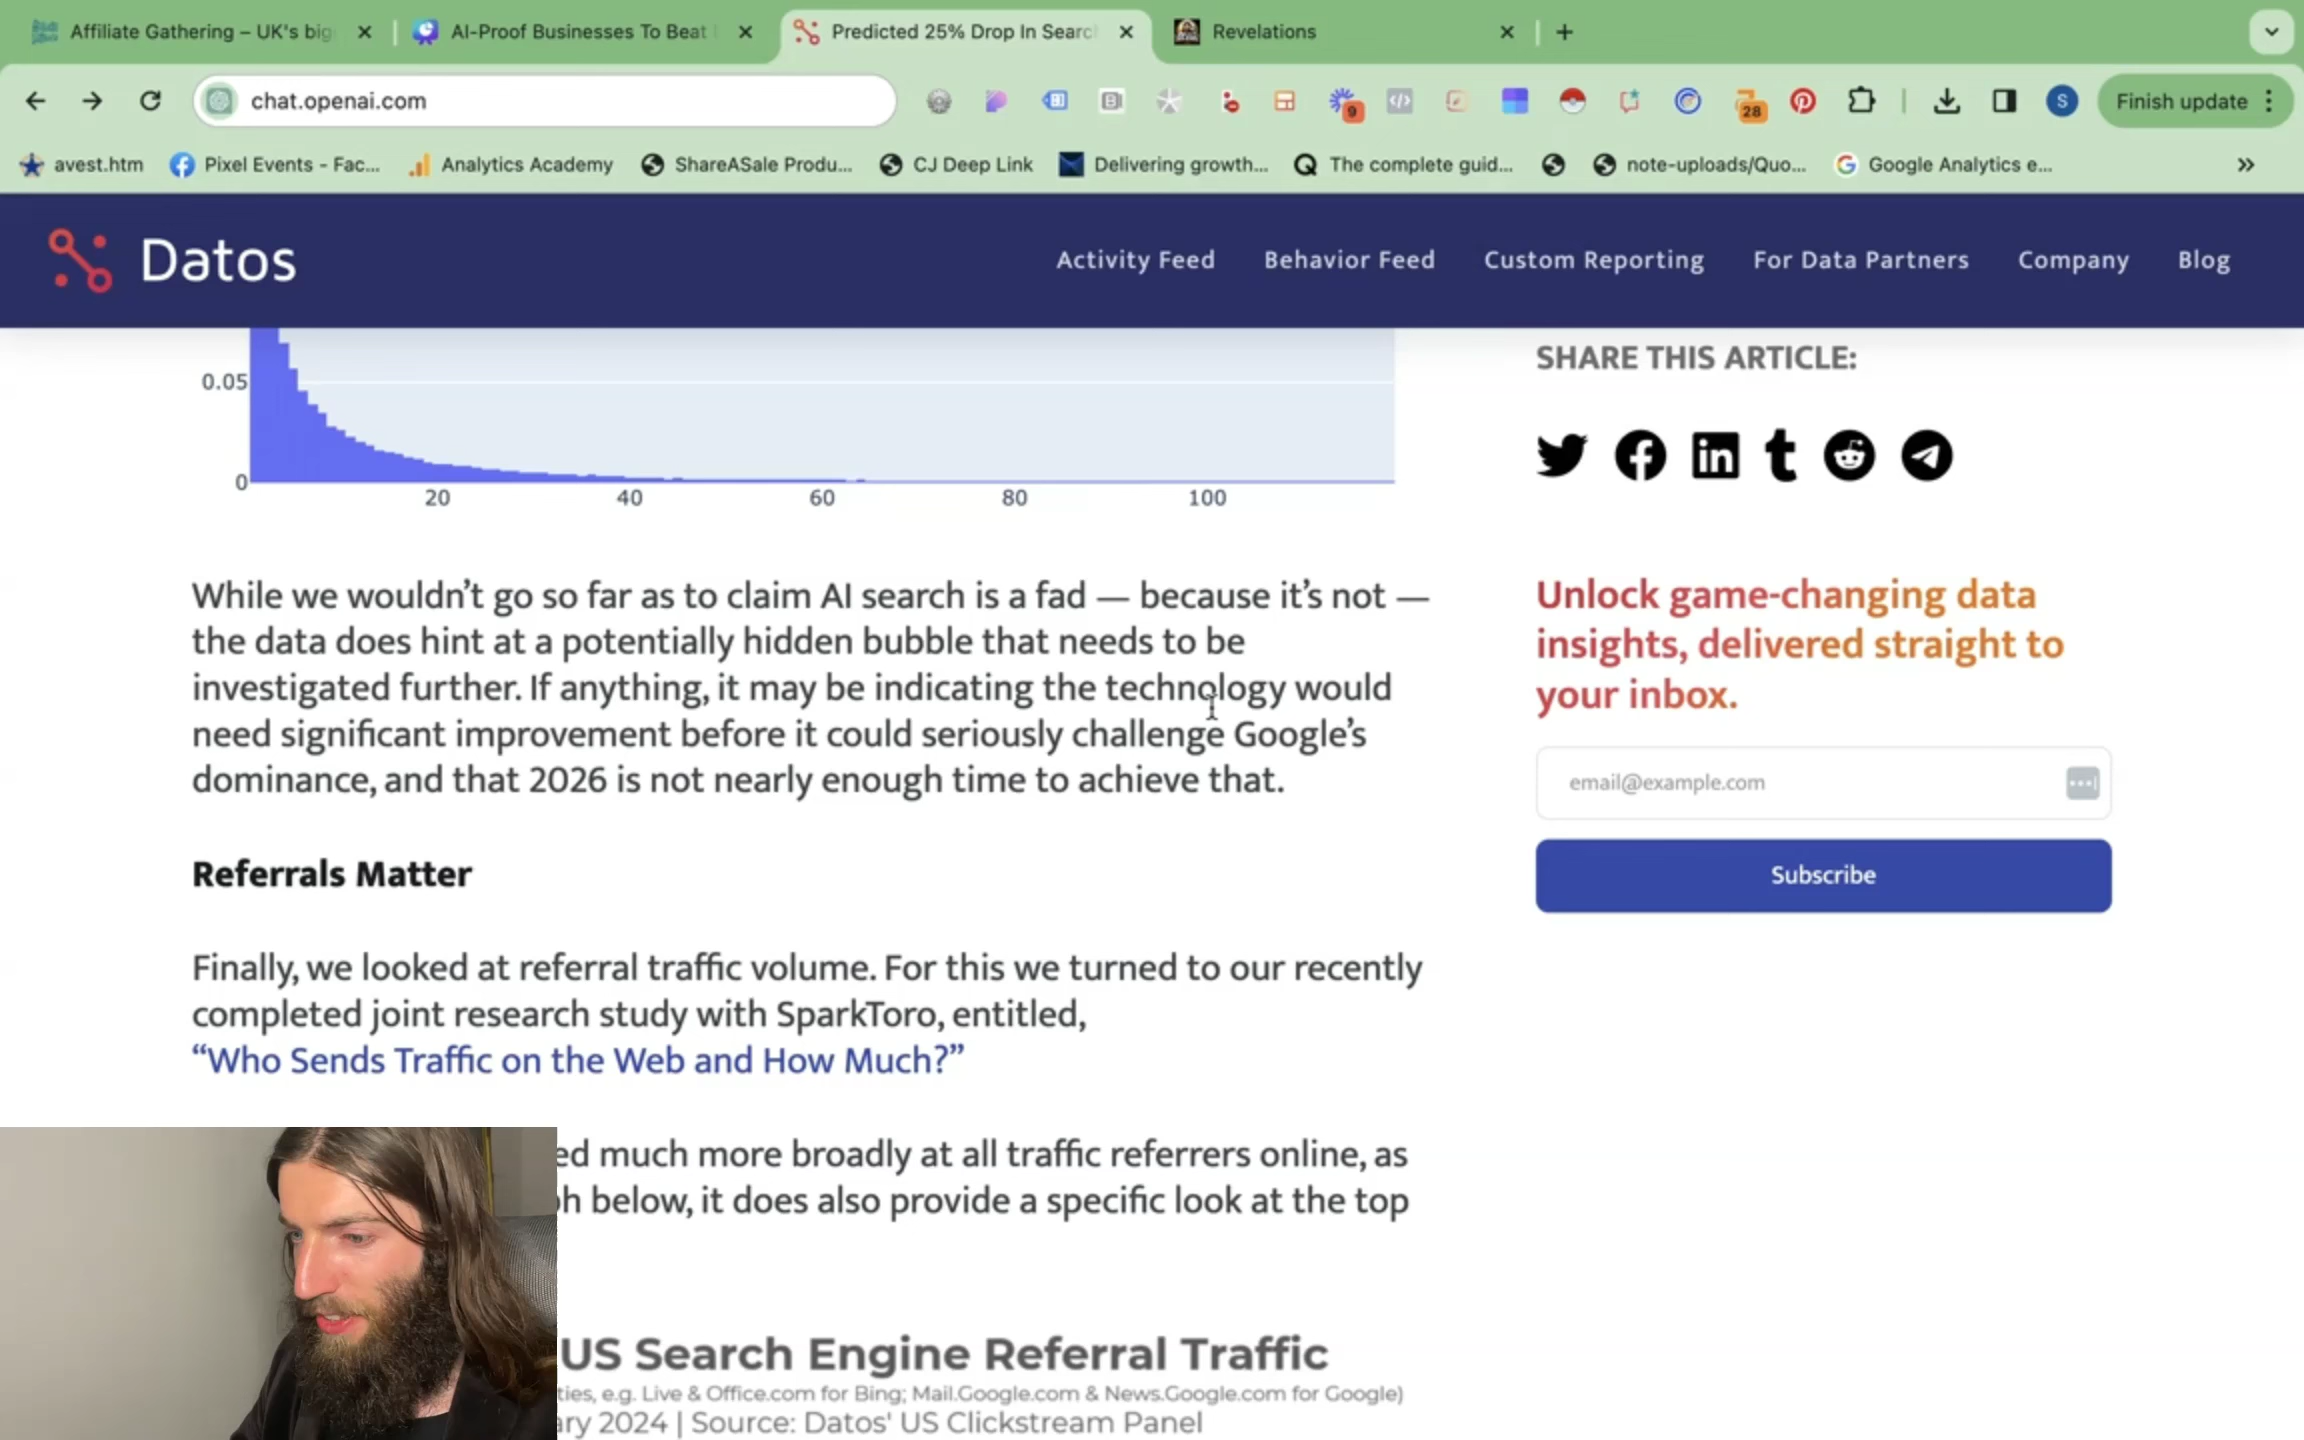 Affiliate Gathering – UK's big
AI-Proof Businesses To Beat
Predicted 25% Drop In Searc
Revelations
chat.openai.com
9
28
S
Finish update
avest.htm
Pixel Events - Fac...
Analytics Academy
ShareASale Produ...
CJ Deep Link
Delivering growth...
The complete guid...
note-uploads/Quo...
Google Analytics e...
Datos
Activity Feed
Behavior Feed
Custom Reporting
For Data Partners
Company
Blog
0.05
0
20
40
60
80
100
While we wouldn’t go so far as to claim AI search is a fad — because it’s not —
the data does hint at a potentially hidden bubble that needs to be
investigated further. If anything, it may be indicating the technology would
need significant improvement before it could seriously challenge Google’s
dominance, and that 2026 is not nearly enough time to achieve that.
Referrals Matter
Finally, we looked at referral traffic volume. For this we turned to our recently
completed joint research study with SparkToro, entitled,
“Who Sends Traffic on the Web and How Much?”
ed much more broadly at all traffic referrers online, as
ph below, it does also provide a specific look at the top
US Search Engine Referral Traffic
ties, e.g. Live & Office.com for Bing; Mail.Google.com & News.Google.com for Google)
ary 2024 | Source: Datos' US Clickstream Panel
SHARE THIS ARTICLE:
Unlock game-changing data
insights, delivered straight to
your inbox.
email@example.com
Subscribe